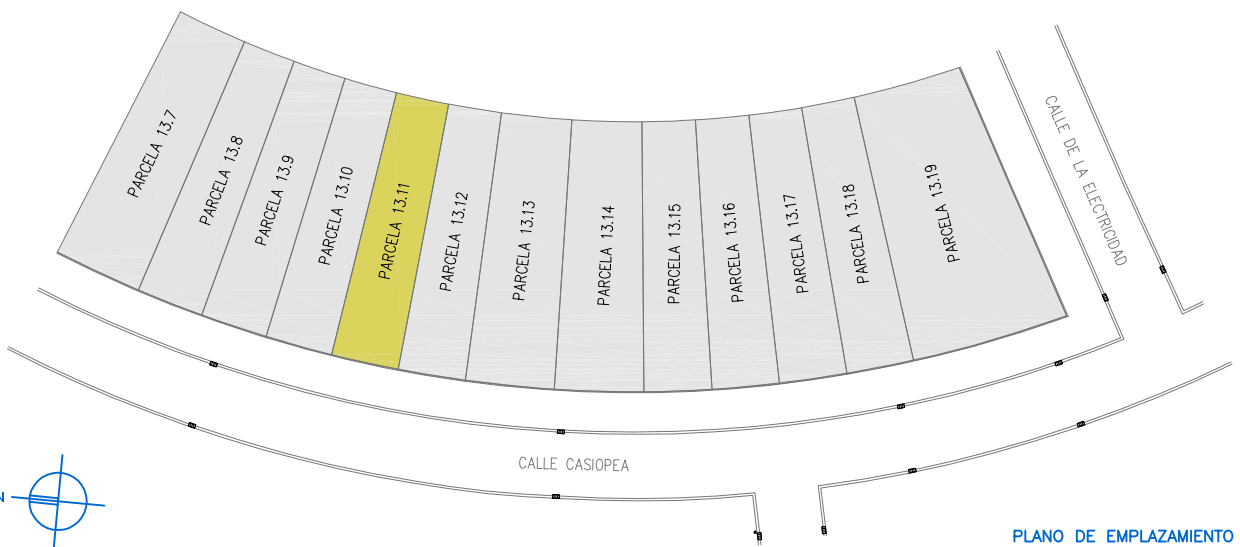 PARCELA 13.7
PARCELA 13.8
PARCELA 13.9
PARCELA 13.10
PARCELA 13.11
PARCELA 13.12
PARCELA 13.13
PARCELA 13.14
PARCELA 13.15
PARCELA 13.16
PARCELA 13.17
PARCELA 13.18
PARCELA 13.19
CALLE DE LA ELECTRICIDAD
CALLE CASIOPEA
N
PLANO DE EMPLAZAMIENTO